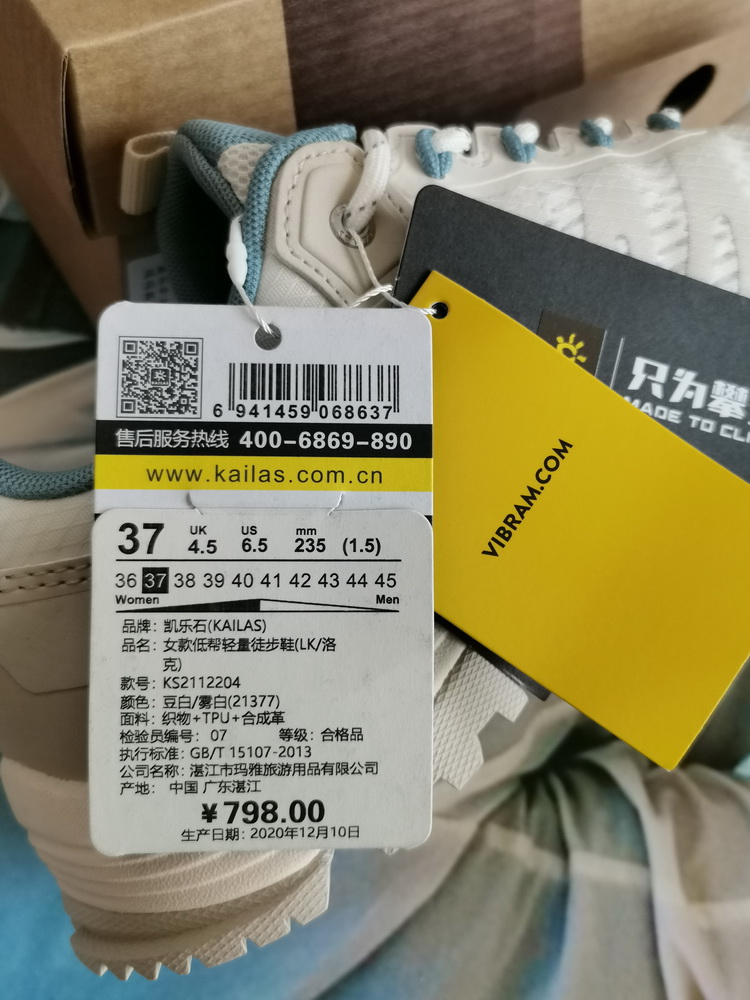 6 941459 068637
售后服务热线 400-6869-890
www.kailas.com.cn
37 UK 4.5 US 6.5 mm 235 (1.5)
36 37 38 39 40 41 42 43 44 45
Women Men
品牌: 凯乐石(KAILAS)
品名: 女款低帮轻量徒步鞋(LK/洛
克)
款号: KS2112204
颜色: 豆白/雾白(21377)
面料: 织物+TPU+合成革
检验员编号: 07 等级: 合格品
执行标准: GB/T 15107-2013
公司名称: 湛江市玛雅旅游用品有限公司
产地: 中国 广东湛江
¥798.00
生产日期: 2020年12月10日
VIBRAM.COM
只为攀
MADE TO